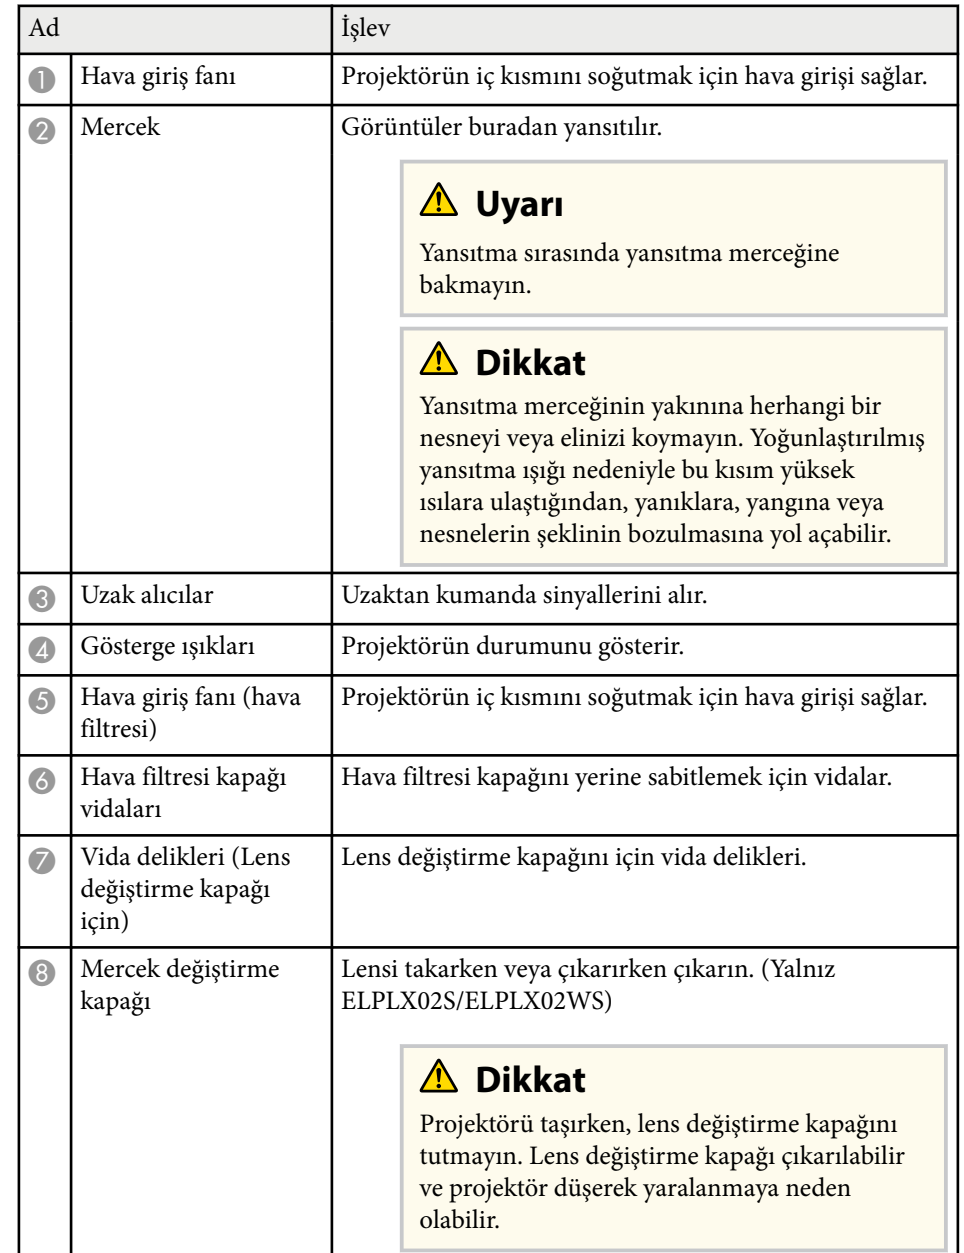 Ad İşlev
1 Hava giriş fanı Projektörün iç kısmını soğutmak için hava girişi sağlar.
2 Mercek Görüntüler buradan yansıtılır.
Uyarı
Yansıtma sırasında yansıtma merceğine
bakmayın.
Dikkat
Yansıtma merceğinin yakınına herhangi bir
nesneyi veya elinizi koymayın. Yoğunlaştırılmış
yansıtma ışığı nedeniyle bu kısım yüksek
ısılara ulaştığından, yanıklara, yangına veya
nesnelerin şeklinin bozulmasına yol açabilir.
3 Uzak alıcılar Uzaktan kumanda sinyallerini alır.
4 Gösterge ışıkları Projektörün durumunu gösterir.
5 Hava giriş fanı (hava Projektörün iç kısmını soğutmak için hava girişi sağlar.
filtresi)
6 Hava filtresi kapağı Hava filtresi kapağını yerine sabitlemek için vidalar.
vidaları
7 Vida delikleri (Lens Lens değiştirme kapağını için vida delikleri.
değiştirme kapağı
için)
8 Mercek değiştirme Lensi takarken veya çıkarırken çıkarın. (Yalnız
kapağı ELPLX02S/ELPLX02WS)
Dikkat
Projektörü taşırken, lens değiştirme kapağını
tutmayın. Lens değiştirme kapağı çıkarılabilir
ve projektör düşerek yaralanmaya neden
olabilir.